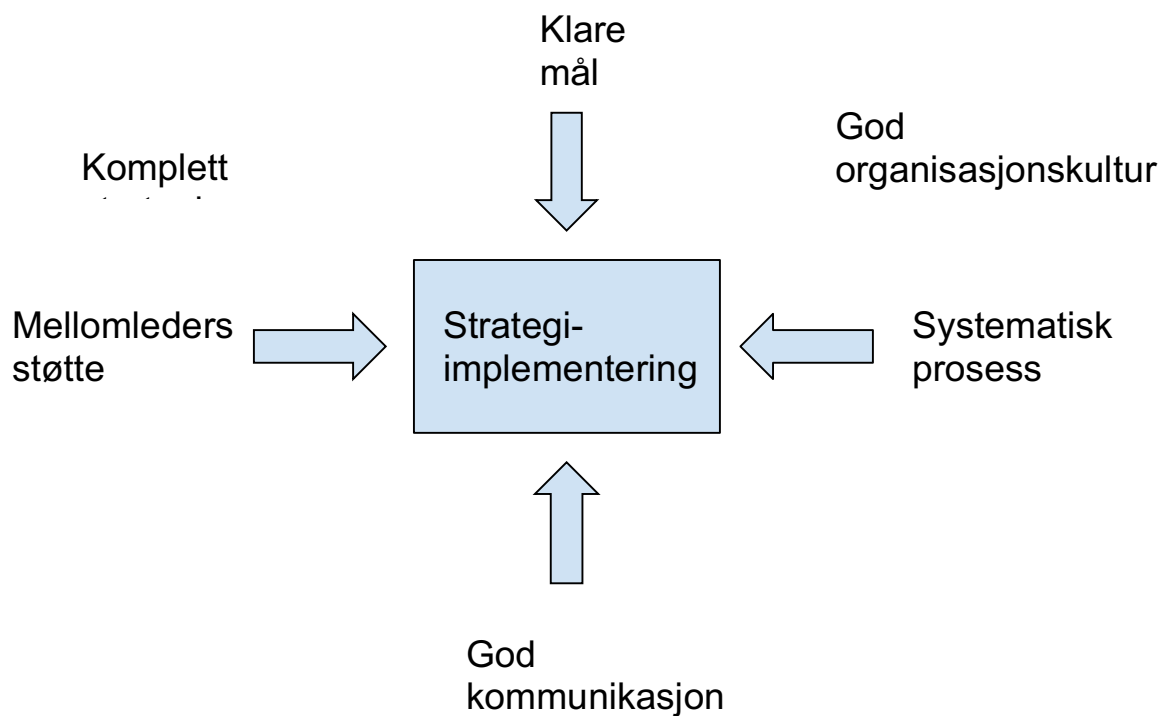 Klare
mål
God
organisasjonskultur
Komplett
Mellomleders
støtte
Strategi-
implementering
Systematisk
prosess
God
kommunikasjon